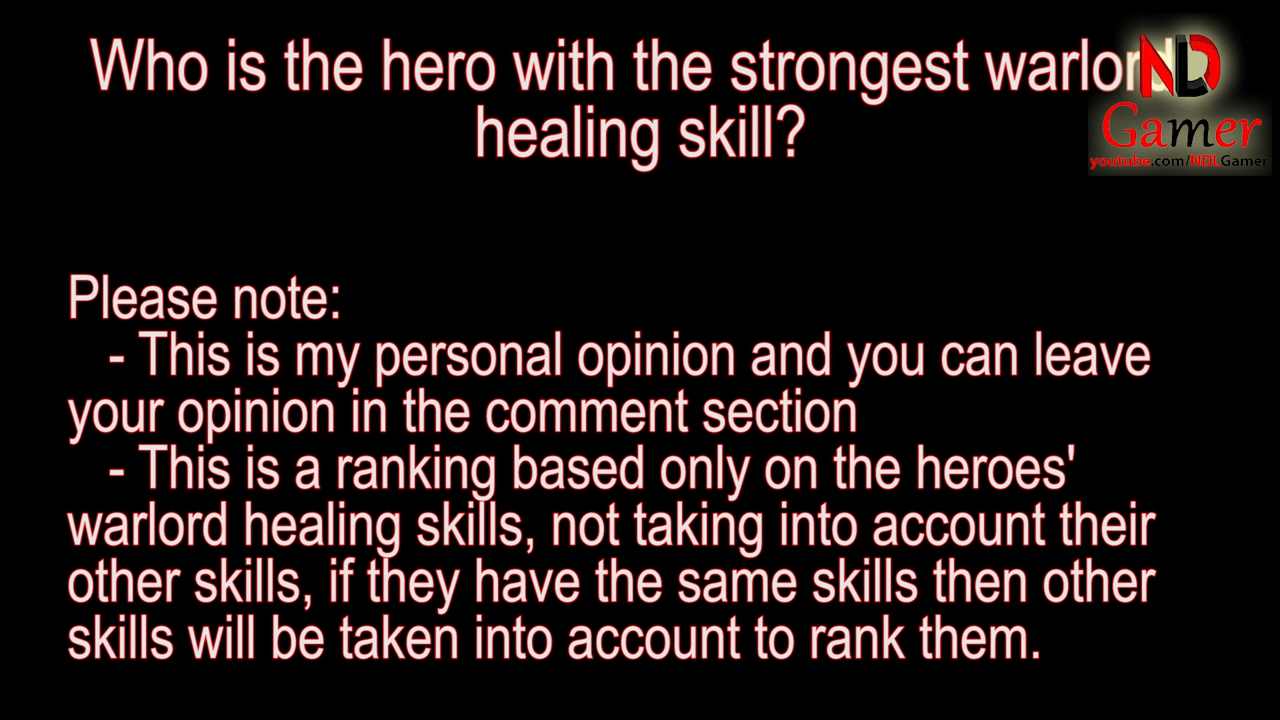 Who is the hero with the strongest warlord
healing skill?
NDL
Gamer
youtube.com/NDLGamer
Please note:
- This is my personal opinion and you can leave
your opinion in the comment section
- This is a ranking based only on the heroes'
warlord healing skills, not taking into account their
other skills, if they have the same skills then other
skills will be taken into account to rank them.